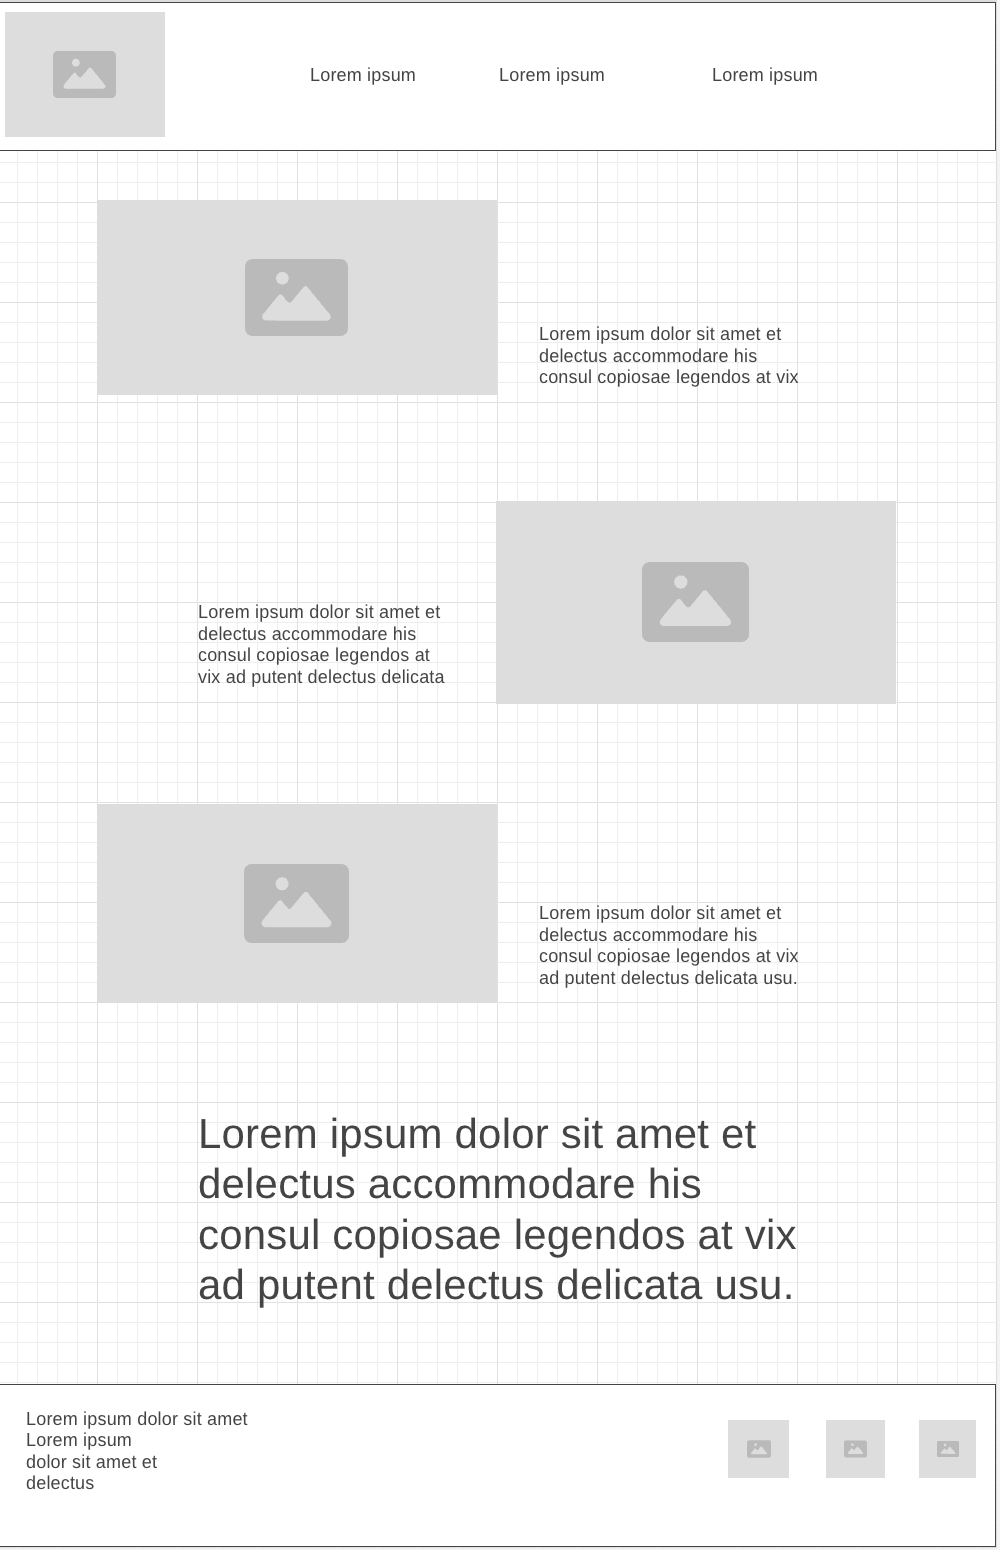 Lorem ipsum
Lorem ipsum
Lorem ipsum
Lorem ipsum dolor sit amet et
delectus accommodare his
consul copiosae legendos at vix
Lorem ipsum dolor sit amet et
delectus accommodare his
consul copiosae legendos at
vix ad putent delectus delicata
Lorem ipsum dolor sit amet et
delectus accommodare his
consul copiosae legendos at vix
ad putent delectus delicata usu.
Lorem ipsum dolor sit amet et
delectus accommodare his
consul copiosae legendos at vix
ad putent delectus delicata usu.
Lorem ipsum dolor sit amet
Lorem ipsum
dolor sit amet et
delectus